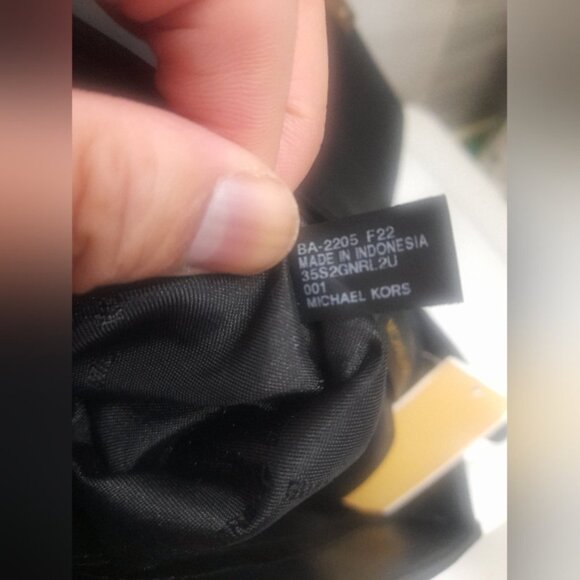 BA-2205 F22
MADE IN INDONESIA
35S2GNRL2U
001
MICHAEL KORS